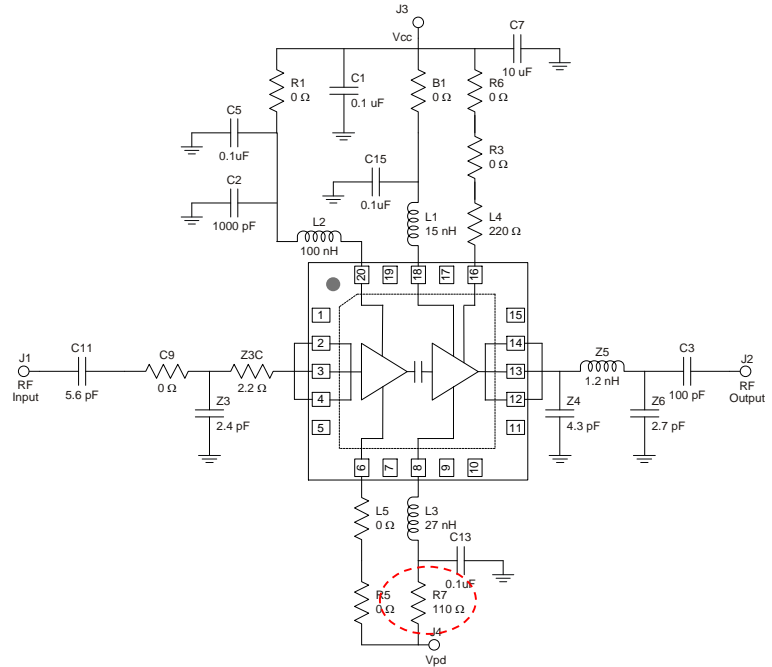 J3
Vcc
C7
10 uF
R1
0 Ω
C1
0.1 uF
B1
0 Ω
R6
0 Ω
C5
0.1uF
R3
0 Ω
C15
0.1uF
C2
1000 pF
L2
100 nH
L1
15 nH
L4
220 Ω
20
19
18
17
16
1
15
2
14
J1
RF
Input
C11
5.6 pF
C9
0 Ω
Z3C
2.2 Ω
3
13
Z5
1.2 nH
C3
100 pF
J2
RF
Output
4
12
Z3
2.4 pF
Z4
4.3 pF
Z6
2.7 pF
5
11
6
7
8
9
10
L5
0 Ω
L3
27 nH
C13
0.1uF
R5
0 Ω
R7
110 Ω
J4
Vpd